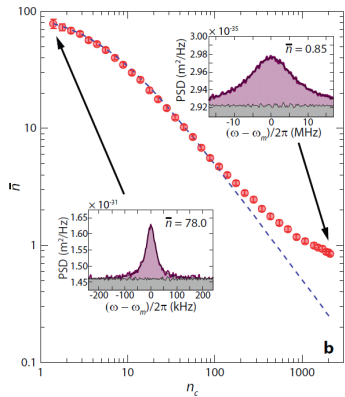 100
10
1
0.1
n̄
1
10
100
1000
n_c
b
×10⁻³⁵
2.98
2.96
2.94
2.92
PSD (m²/Hz)
n̄ = 0.85
-10 0 10
(ω − ω_m)/2π (MHz)
×10⁻³¹
1.65
1.60
1.55
1.50
1.45
PSD (m²/Hz)
n̄ = 78.0
-200 -100 0 100 200
(ω − ω_m)/2π (kHz)